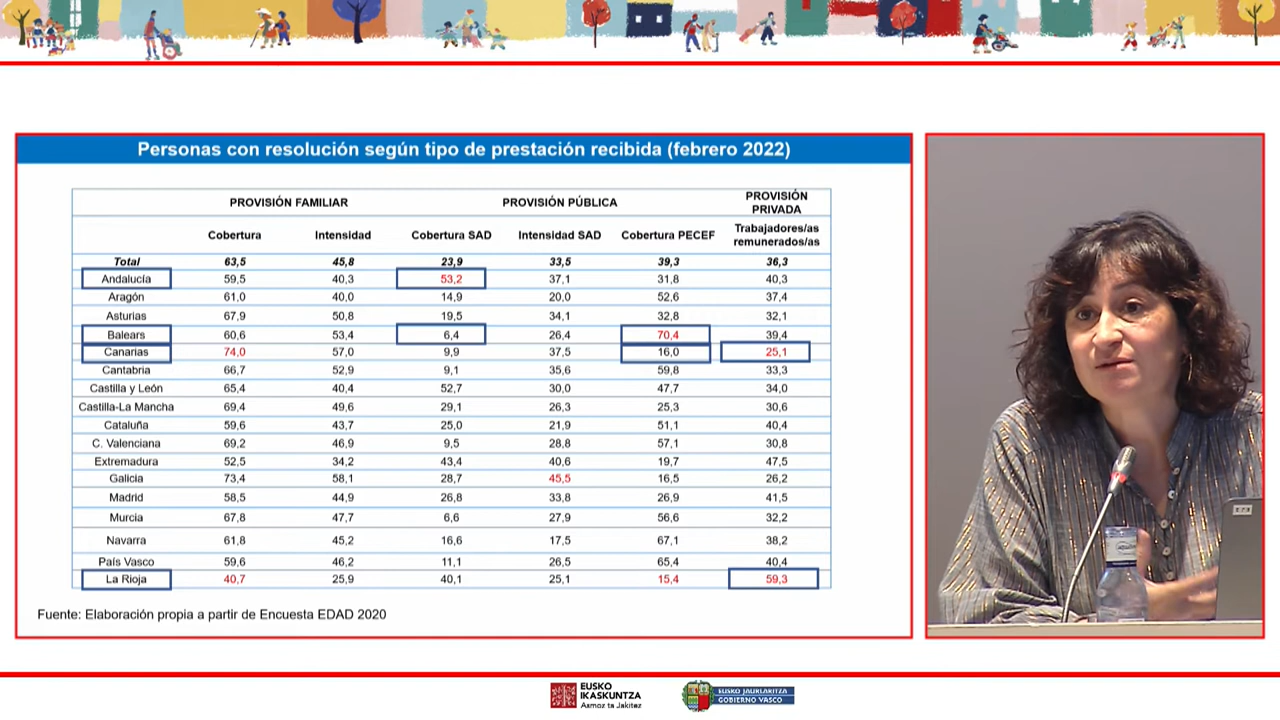 Personas con resolución según tipo de prestación recibida (febrero 2022)
PROVISIÓN FAMILIAR PROVISIÓN PÚBLICA PROVISIÓN PRIVADA
Cobertura Intensidad Cobertura SAD Intensidad SAD Cobertura PECEF Trabajadores/as remunerados/as
Total 63,5 45,8 23,9 33,5 39,3 36,3
Andalucía 59,5 40,3 53,2 37,1 31,8 40,3
Aragón 61,0 40,0 14,9 20,0 52,6 37,4
Asturias 67,9 50,8 19,5 34,1 32,8 32,1
Balears 60,6 53,4 6,4 26,4 70,4 39,4
Canarias 74,0 57,0 9,9 37,5 16,0 25,1
Cantabria 66,7 52,9 9,1 35,6 59,8 33,3
Castilla y León 65,4 40,4 52,7 30,0 47,7 34,0
Castilla-La Mancha 69,4 49,6 29,1 26,3 25,3 30,6
Cataluña 59,6 43,7 25,0 21,9 51,1 40,4
C. Valenciana 69,2 46,9 9,5 28,8 57,1 30,8
Extremadura 52,5 34,2 43,4 40,6 19,7 47,5
Galicia 73,4 58,1 28,7 45,5 16,5 26,2
Madrid 58,5 44,9 26,8 33,8 26,9 41,5
Murcia 67,8 47,7 6,6 27,9 56,6 32,2
Navarra 61,8 45,2 16,6 17,5 67,1 38,2
País Vasco 59,6 46,2 11,1 26,5 65,4 40,4
La Rioja 40,7 25,9 40,1 25,1 15,4 59,3
Fuente: Elaboración propia a partir de Encuesta EDAD 2020
EUSKO
IKASKUNTZA
Asmoz ta Jakitez
EUSKO JAURLARITZA
GOBIERNO VASCO